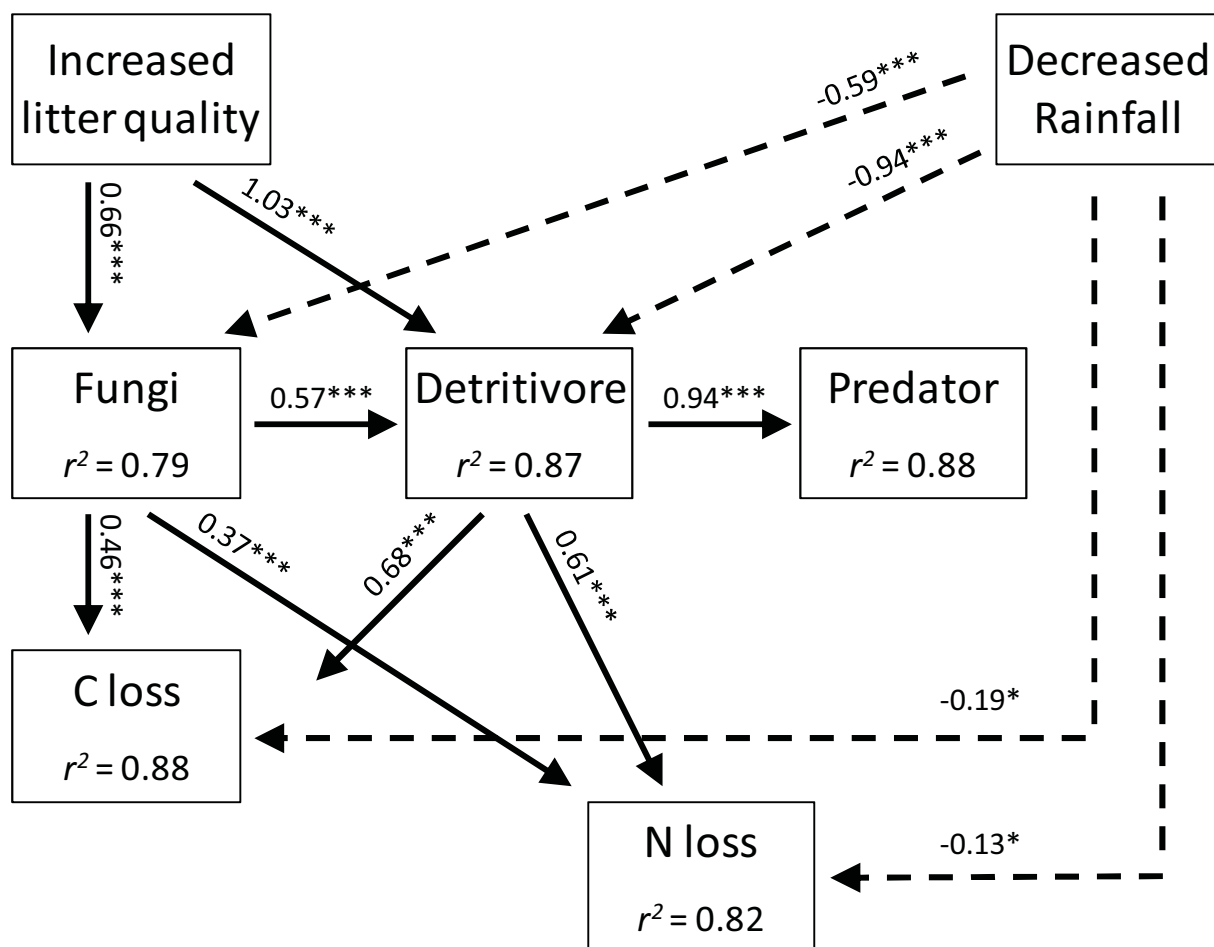 Increased
litter quality
Decreased
Rainfall
-0.59***
-0.94***
0.66***
1.03***
Fungi
r² = 0.79
0.57***
Detritivore
r² = 0.87
0.94***
Predator
r² = 0.88
0.46***
0.37***
0.68***
0.61***
C loss
r² = 0.88
-0.19*
N loss
r² = 0.82
-0.13*